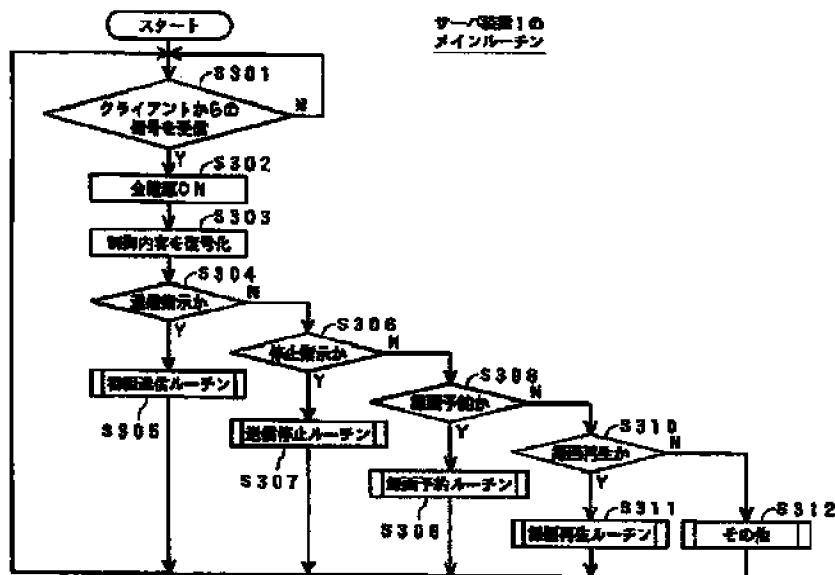 スタート
サーバ装置1の
メインルーチン
S301
クライアントからの
信号を受信
N
Y
S302
全電源ON
S303
制御内容を復号化
S304
送信指示か
N
Y
S305
S306
停止指示か
N
Y
送信停止ルーチン
S307
S308
録画予約か
N
Y
録画予約ルーチン
S310
録画再生か
N
Y
S311
録画再生ルーチン
S312
その他